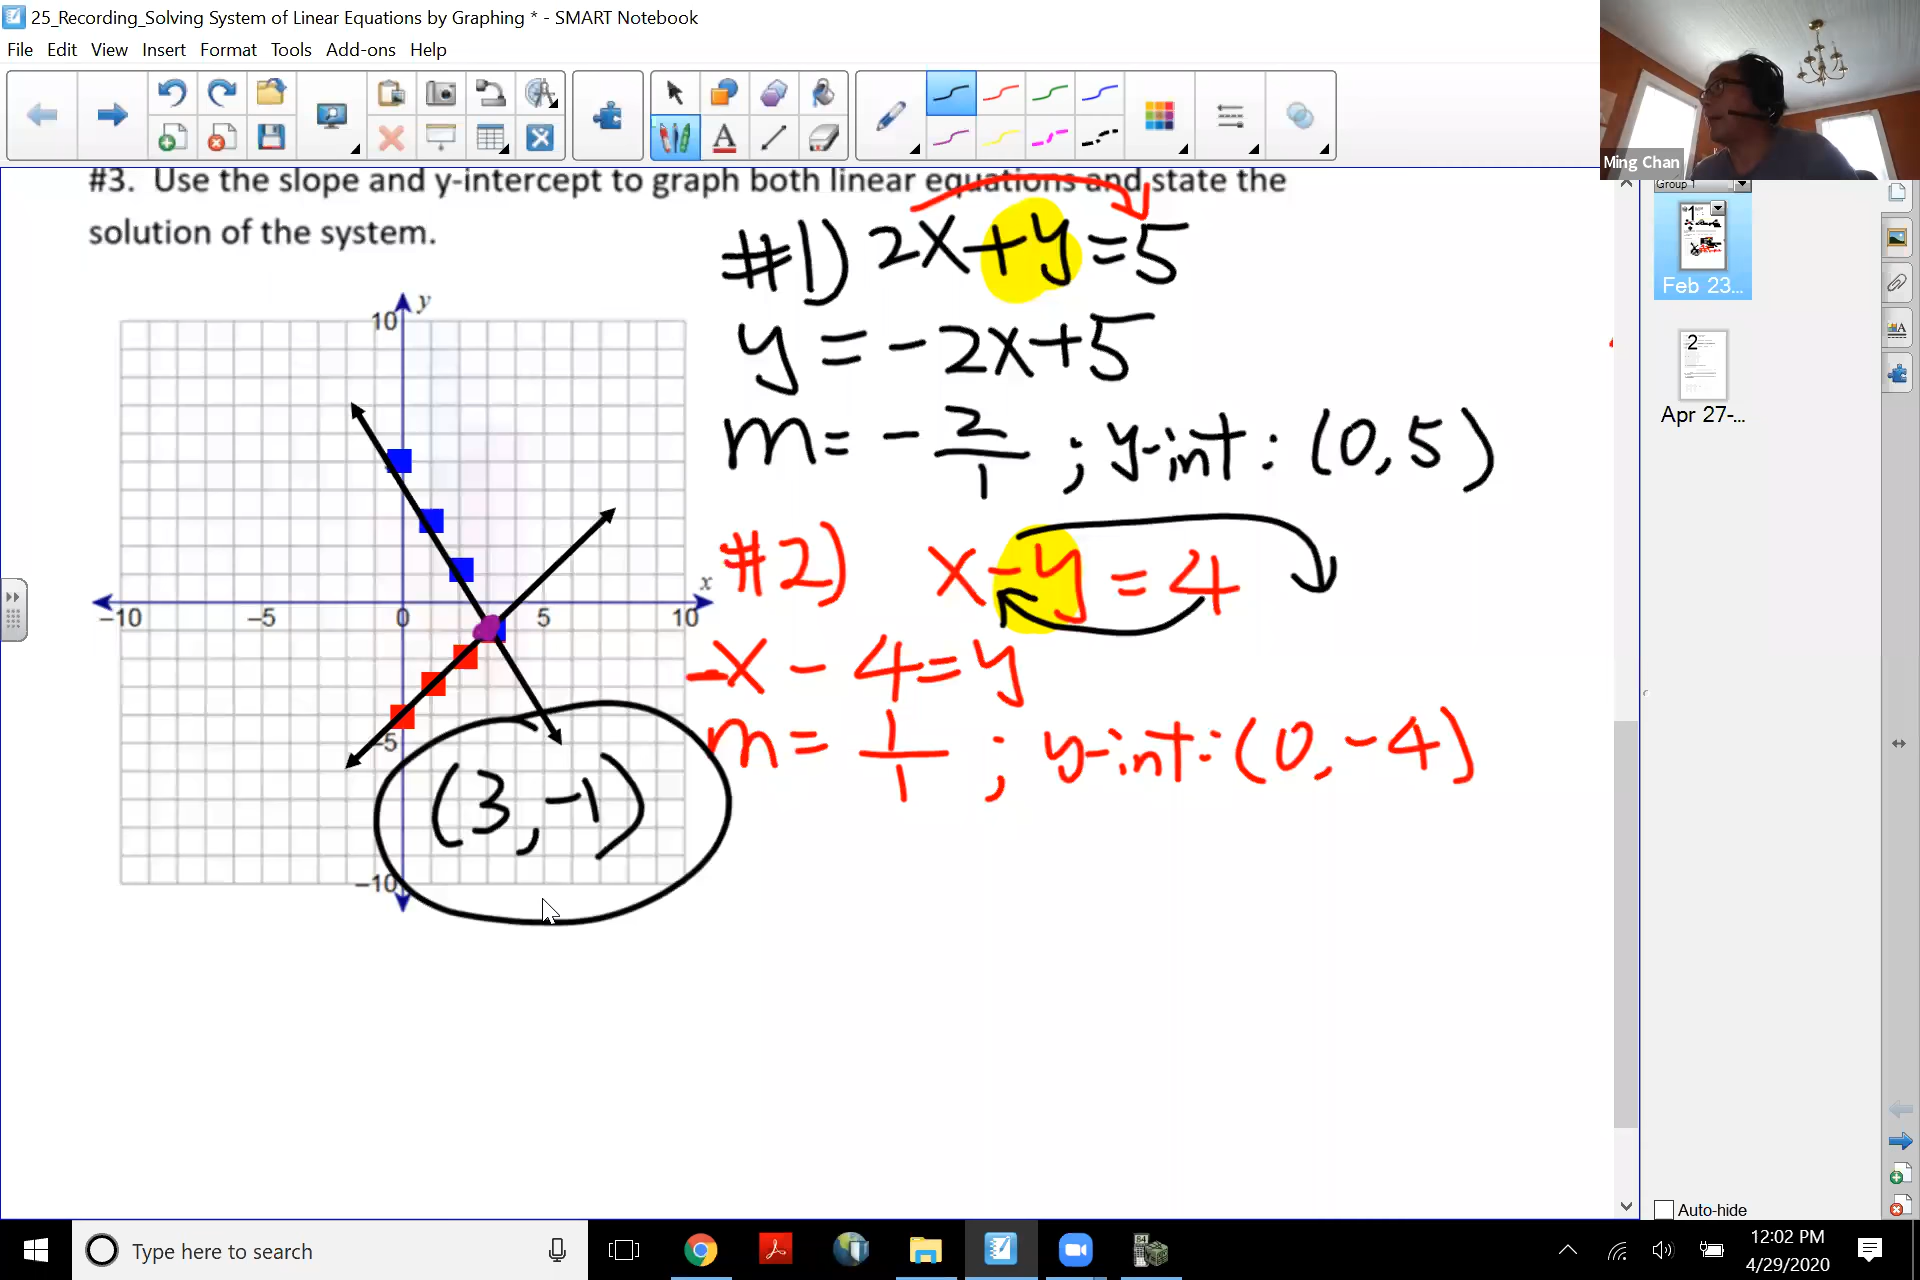 25_Recording_Solving System of Linear Equations by Graphing * - SMART Notebook
File Edit View Insert Format Tools Add-ons Help
Ming Chan
Group 1
#3. Use the slope and y-intercept to graph both linear equations and state the
solution of the system.
#1) 2x+y=5
y = -2x+5
m= - 2/1 ; y-int: (0,5)
#2) x-y = 4
-x - 4=y
m = 1/1 ; y-int: (0,-4)
y
10
x
-10 -5 0 5 10
-5
-10
(3,-1)
1
Feb 23...
2
Apr 27-...
Auto-hide
Type here to search
84
12:02 PM
4/29/2020